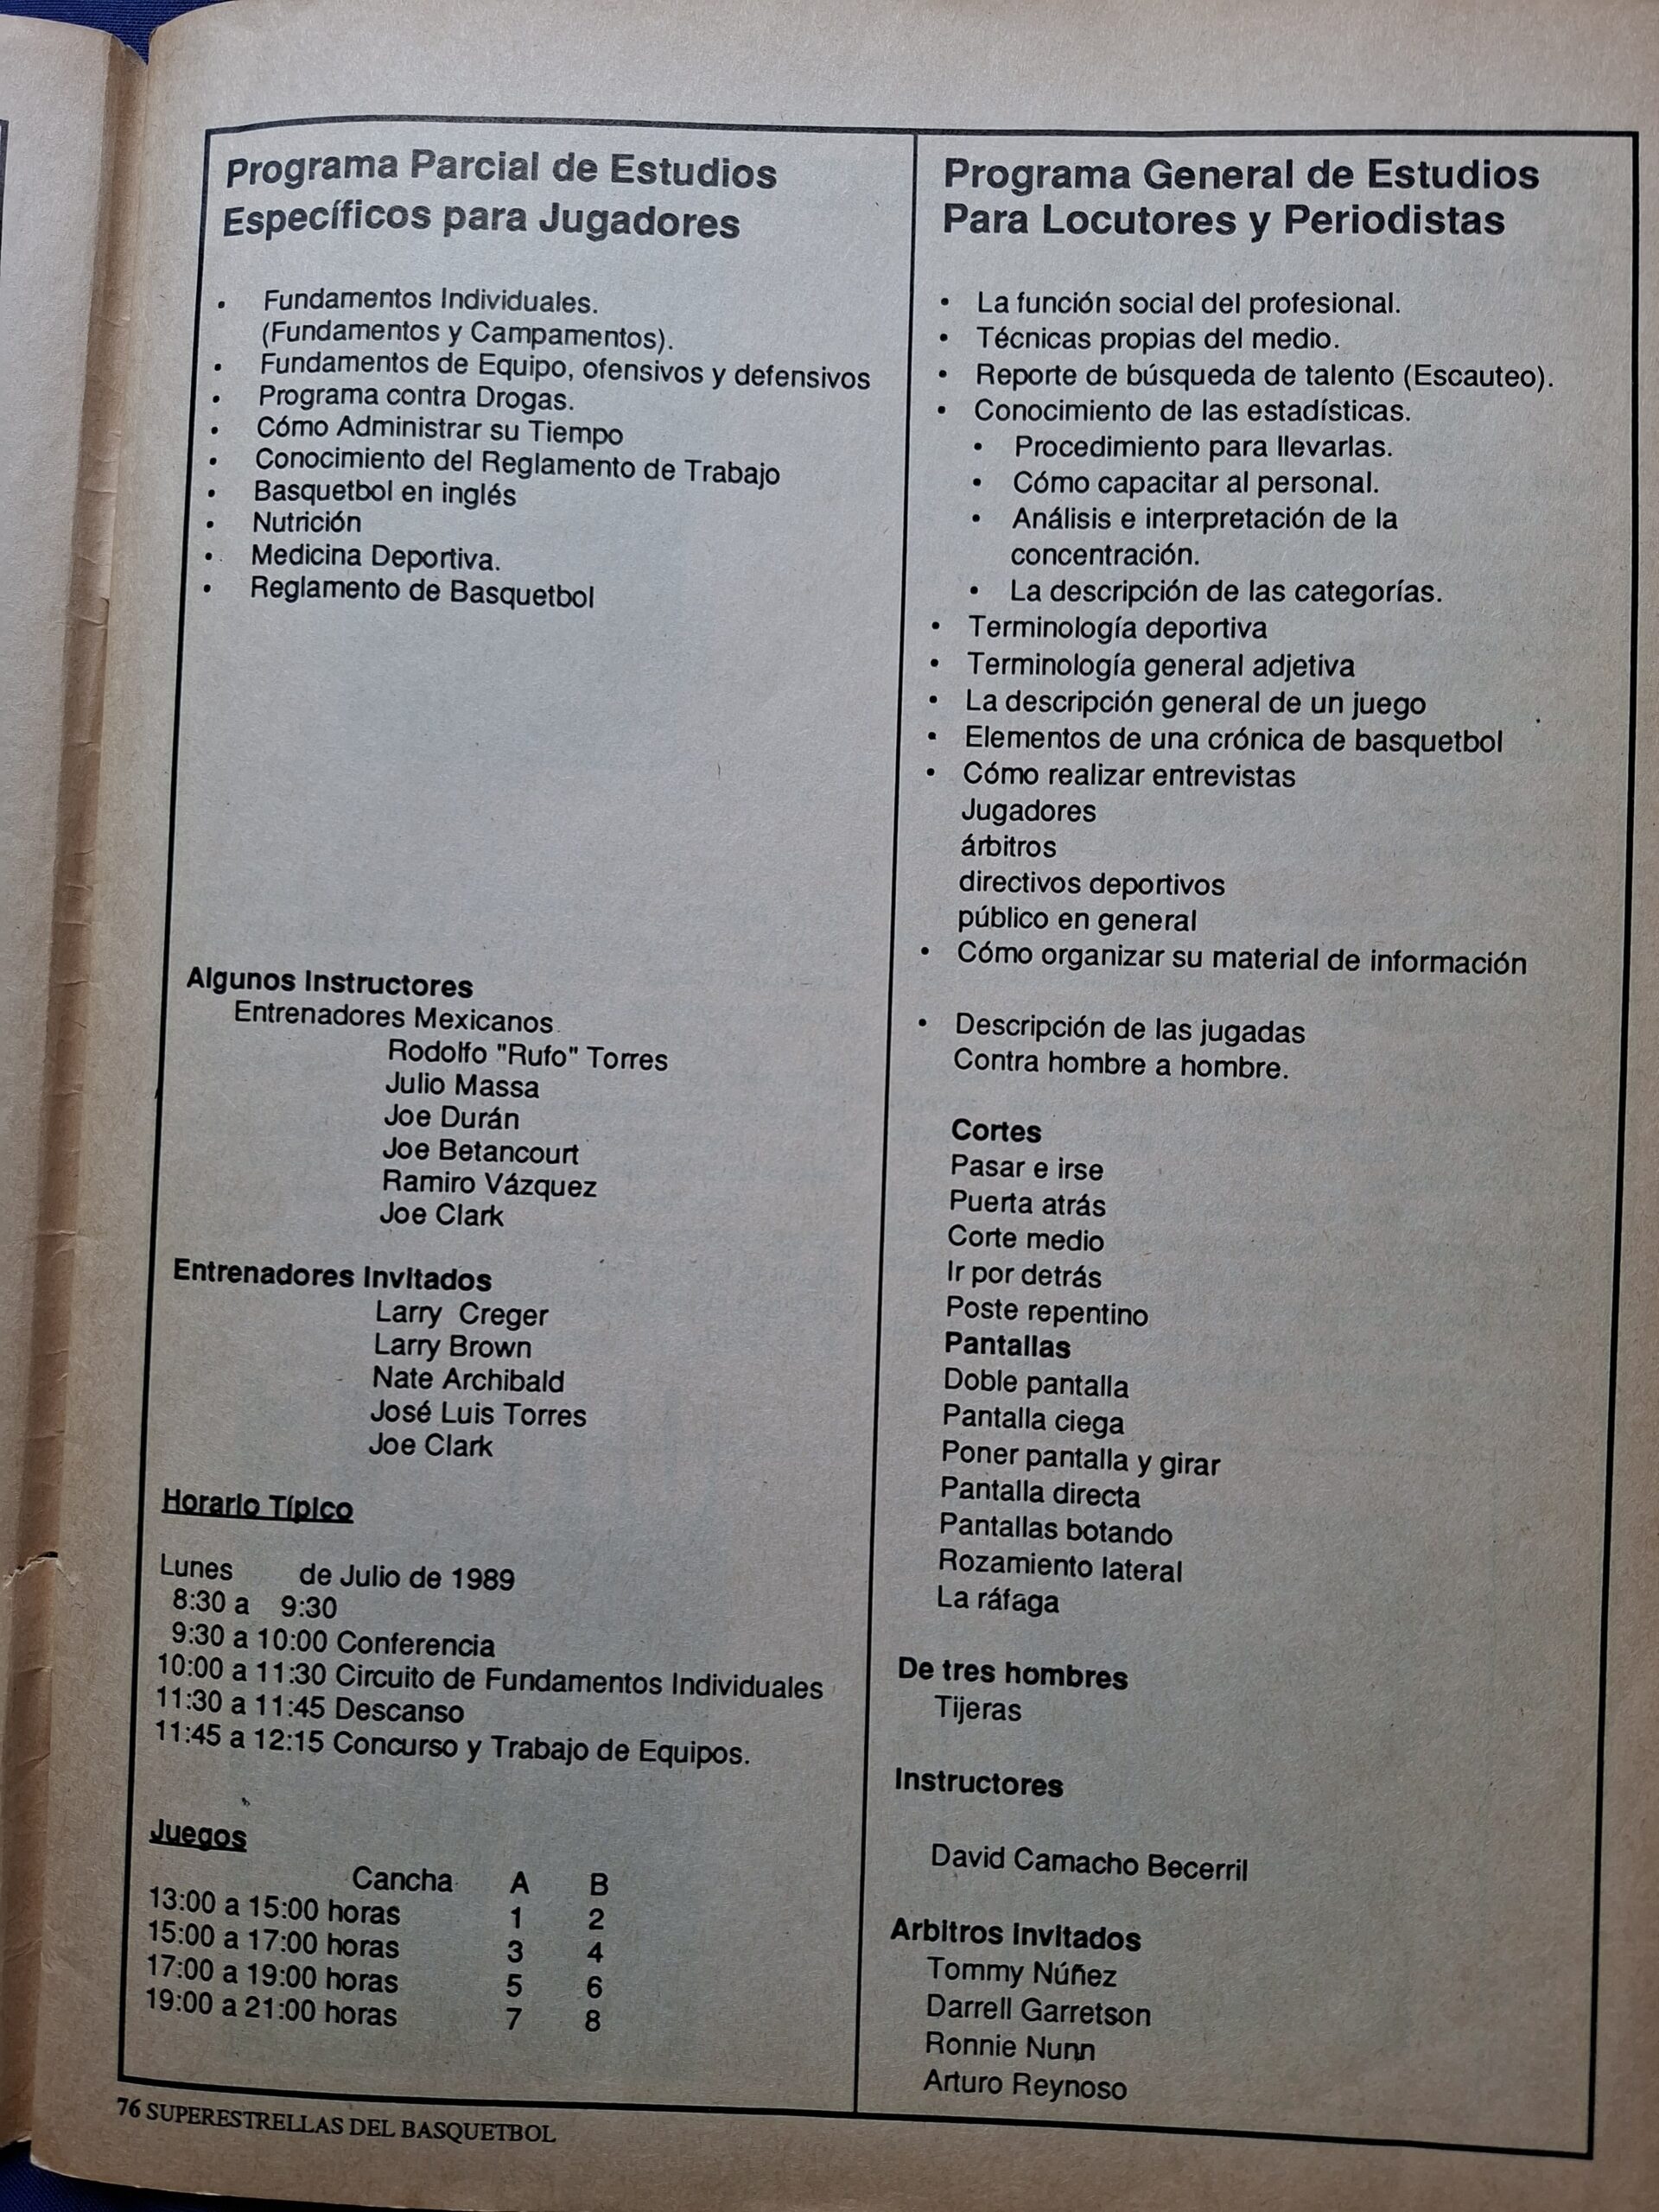 Programa Parcial de Estudios
Específicos para Jugadores
• Fundamentos Individuales.
(Fundamentos y Campamentos).
• Fundamentos de Equipo, ofensivos y defensivos
• Programa contra Drogas.
• Cómo Administrar su Tiempo
• Conocimiento del Reglamento de Trabajo
• Basquetbol en inglés
• Nutrición
• Medicina Deportiva.
• Reglamento de Basquetbol
Algunos Instructores
Entrenadores Mexicanos
Rodolfo "Rufo" Torres
Julio Massa
Joe Durán
Joe Betancourt
Ramiro Vázquez
Joe Clark
Entrenadores Invitados
Larry Creger
Larry Brown
Nate Archibald
José Luis Torres
Joe Clark
Horario Típico
Lunes de Julio de 1989
8:30 a 9:30
9:30 a 10:00 Conferencia
10:00 a 11:30 Circuito de Fundamentos Individuales
11:30 a 11:45 Descanso
11:45 a 12:15 Concurso y Trabajo de Equipos.
Juegos
Cancha A B
13:00 a 15:00 horas 1 2
15:00 a 17:00 horas 3 4
17:00 a 19:00 horas 5 6
19:00 a 21:00 horas 7 8
Programa General de Estudios
Para Locutores y Periodistas
• La función social del profesional.
• Técnicas propias del medio.
• Reporte de búsqueda de talento (Escauteo).
• Conocimiento de las estadísticas.
• Procedimiento para llevarlas.
• Cómo capacitar al personal.
• Análisis e interpretación de la
concentración.
• La descripción de las categorías.
• Terminología deportiva
• Terminología general adjetiva
• La descripción general de un juego
• Elementos de una crónica de basquetbol
• Cómo realizar entrevistas
Jugadores
árbitros
directivos deportivos
público en general
• Cómo organizar su material de información
• Descripción de las jugadas
Contra hombre a hombre.
Cortes
Pasar e irse
Puerta atrás
Corte medio
Ir por detrás
Poste repentino
Pantallas
Doble pantalla
Pantalla ciega
Poner pantalla y girar
Pantalla directa
Pantallas botando
Rozamiento lateral
La ráfaga
De tres hombres
Tijeras
Instructores
David Camacho Becerril
Arbitros Invitados
Tommy Núñez
Darrell Garretson
Ronnie Nunn
Arturo Reynoso
76 SUPERESTRELLAS DEL BASQUETBOL